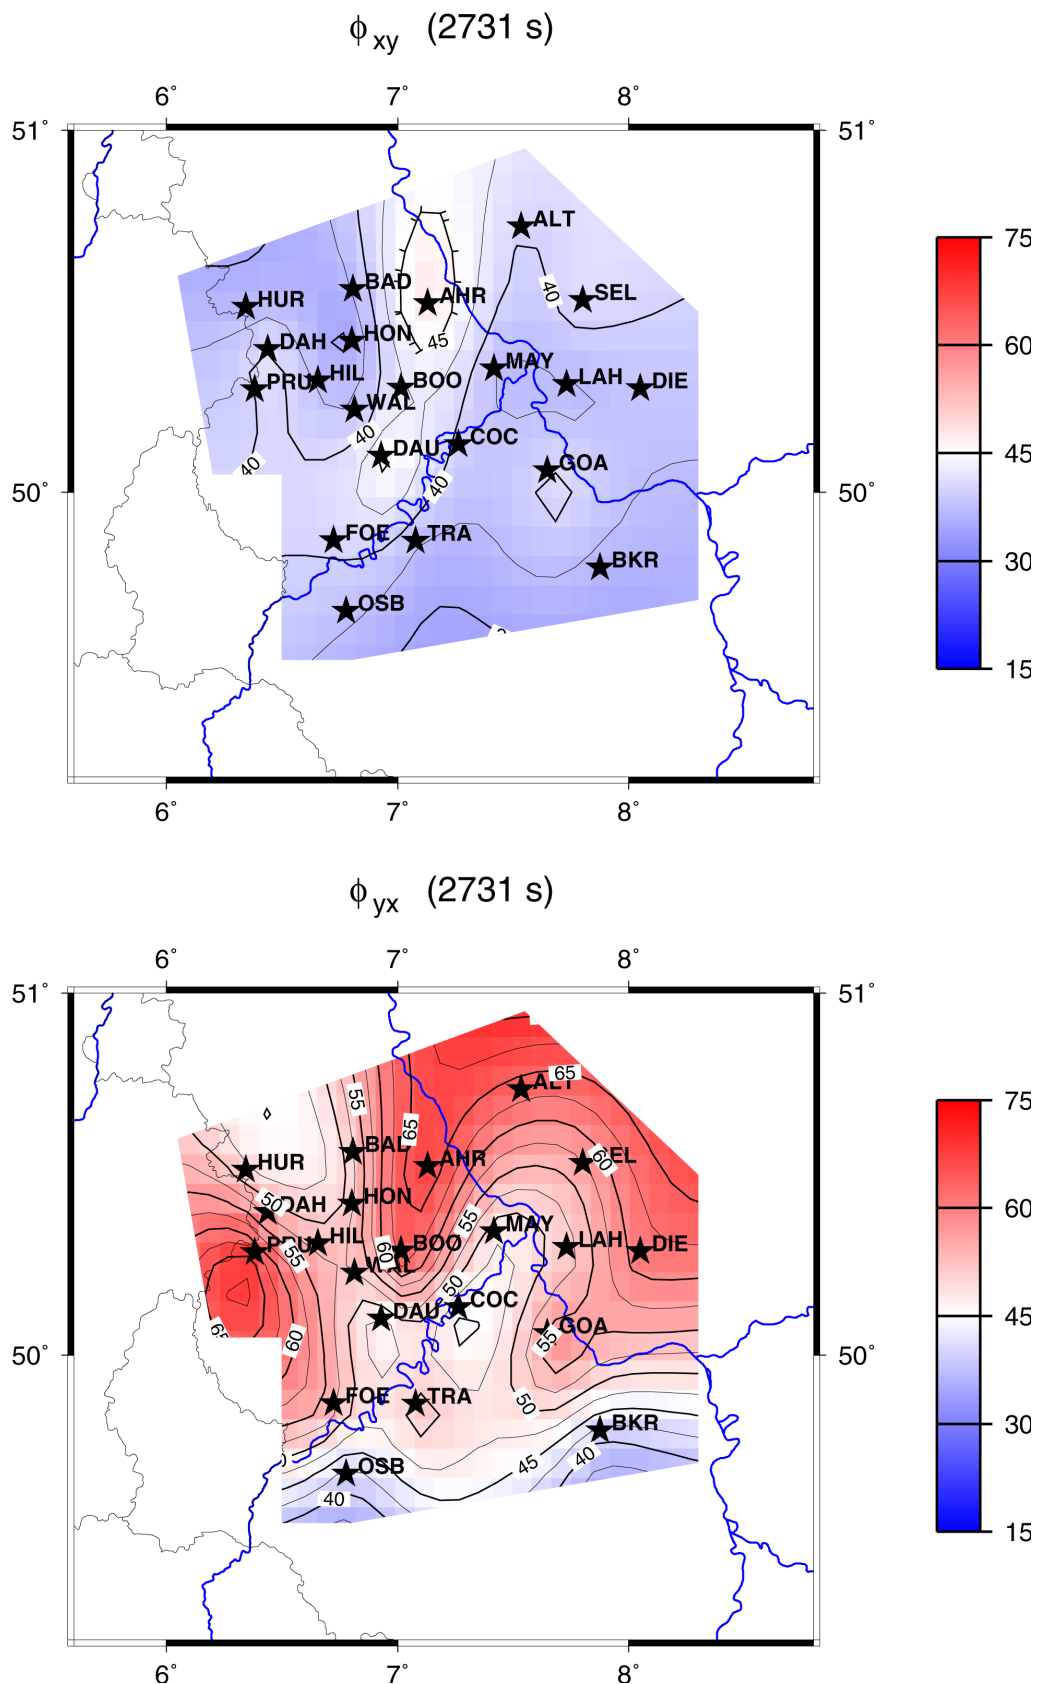 ϕxy (2731 s)
6° 7° 8°
51° 51°
ALT
BAD
SEL
HUR AHR
40
HON
DAH 45
MAY
PRU HIL BOO LAH DIE
WAL
40
DAU COC
GOA
40
50° 40 50°
FOE TRA
BKR
OSB
6° 7° 8°
75
60
45
30
15
ϕyx (2731 s)
6° 7° 8°
51° 51°
65
ALT
55
65
BAD
HUR AHR 60
50 DAH HON
55 MAY
HIL BOO LAH DIE
55 60
WAL
50
DAU COC
GOA
65 60 55
50° 50°
FOE TRA 50
BKR
OSB 45 40
40
6° 7° 8°
75
60
45
30
15